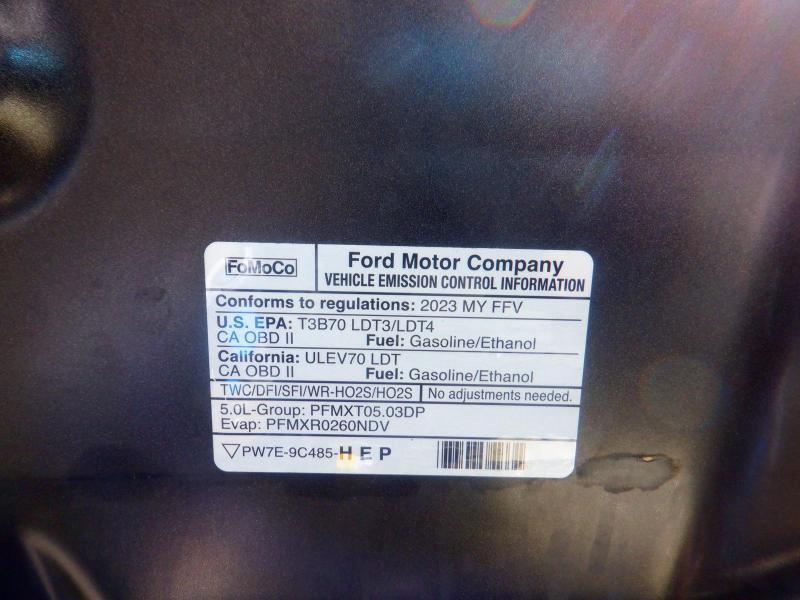 FoMoCo
Ford Motor Company
VEHICLE EMISSION CONTROL INFORMATION
Conforms to regulations: 2023 MY FFV
U.S. EPA: T3B70 LDT3/LDT4
CA OBD II Fuel: Gasoline/Ethanol
California: ULEV70 LDT
CA OBD II Fuel: Gasoline/Ethanol
TWC/DFI/SFI/WR-HO2S/HO2S No adjustments needed.
5.0L-Group: PFMXT05.03DP
Evap: PFMXR0260NDV
PW7E-9C485-H E P